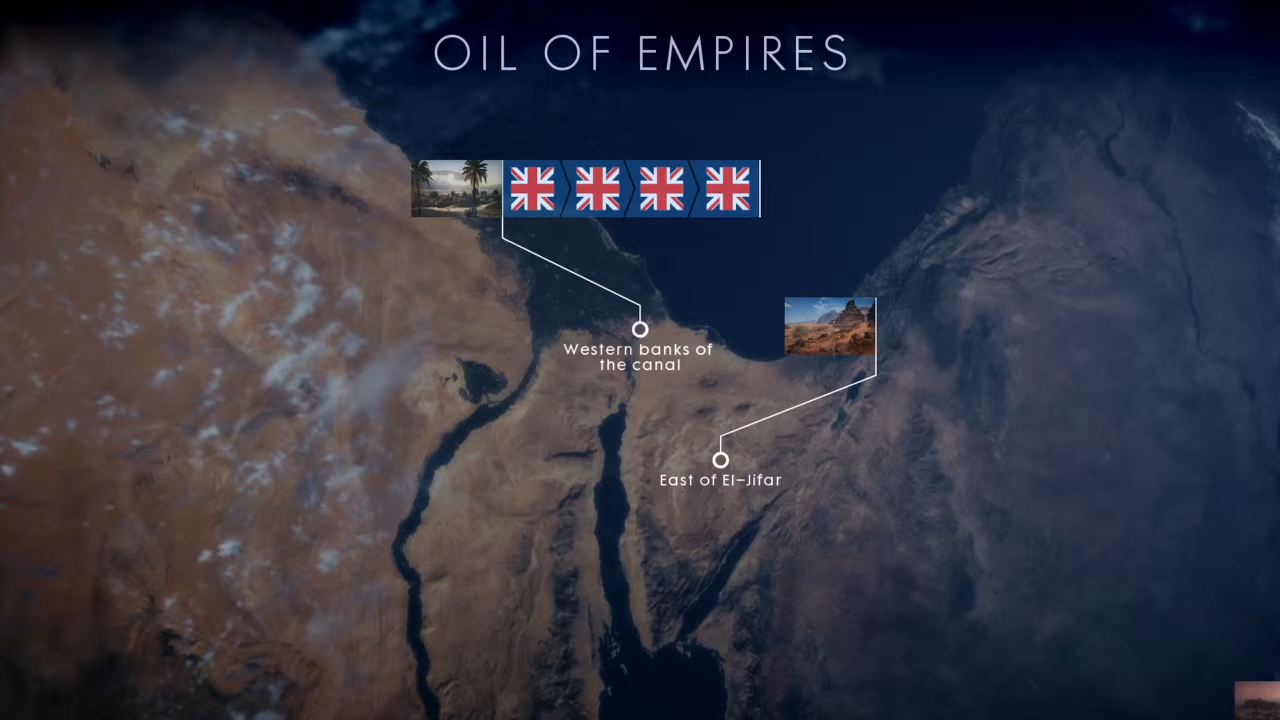 OIL OF EMPIRES
Western banks of
the canal
East of El-Jifar